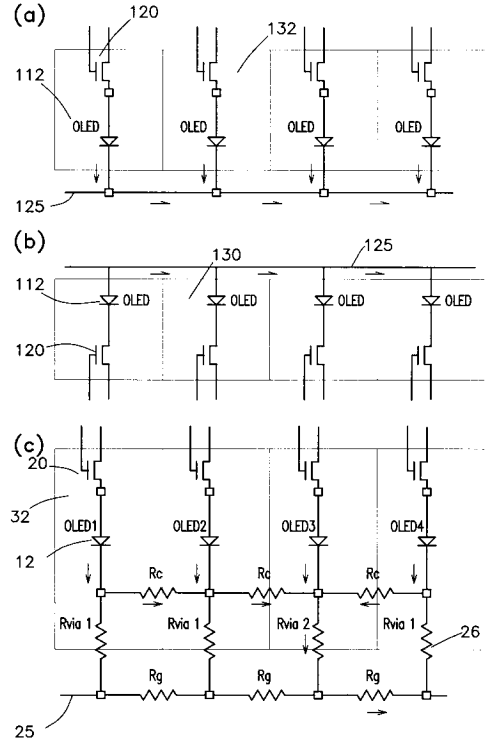 (a)
120
132
112
OLED OLED OLED OLED
125
(b)
125
130
112
OLED OLED OLED OLED
120
(c)
20
32
OLED1 OLED2 OLED3 OLED4
12
Rc Rc Rc
Rvia 1 Rvia 1 Rvia 2 Rvia 1
26
Rg Rg Rg
25